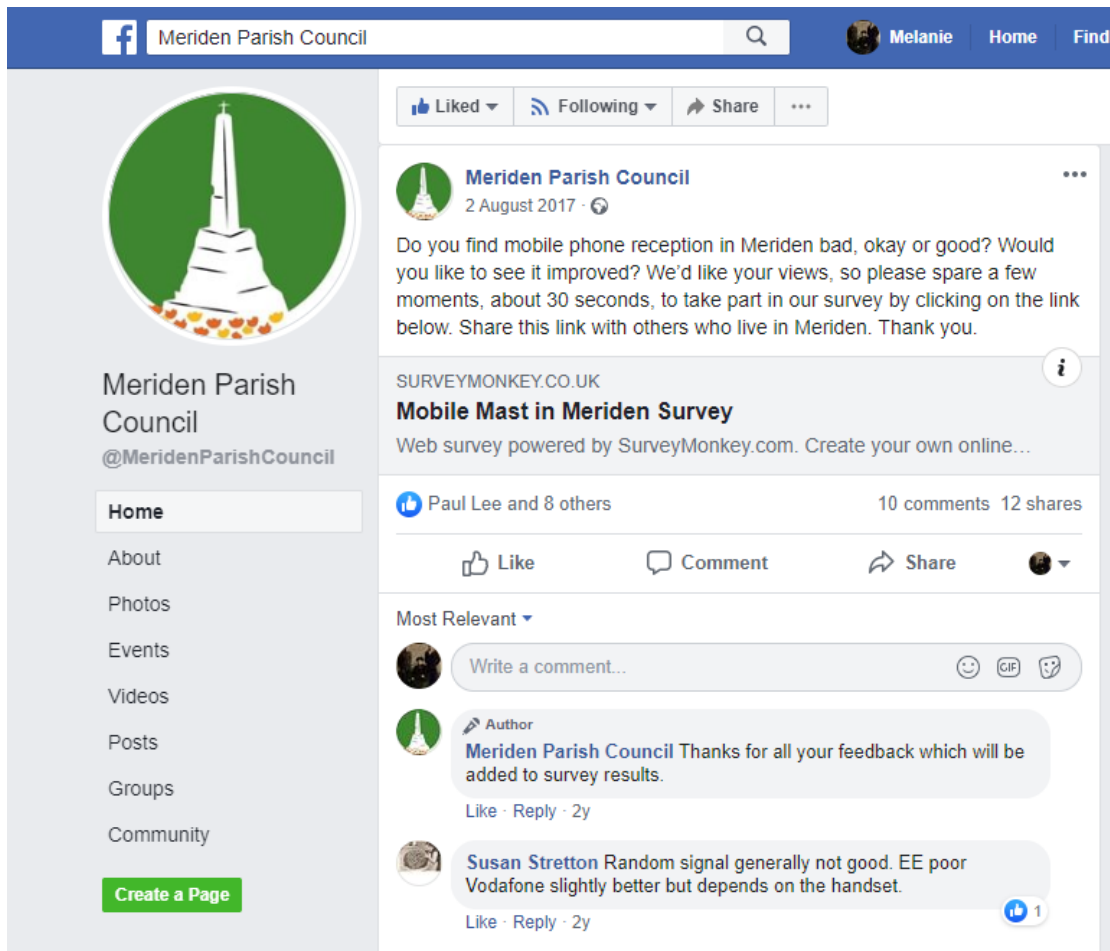 Meriden Parish Council
Melanie Home Find
Liked Following Share
Meriden Parish Council
2 August 2017 ·
Do you find mobile phone reception in Meriden bad, okay or good? Would
you like to see it improved? We'd like your views, so please spare a few
moments, about 30 seconds, to take part in our survey by clicking on the link
below. Share this link with others who live in Meriden. Thank you.
SURVEYMONKEY.CO.UK
Mobile Mast in Meriden Survey
Web survey powered by SurveyMonkey.com. Create your own online…
Paul Lee and 8 others 10 comments 12 shares
Like Comment Share
Most Relevant
Write a comment...
GIF
Author
Meriden Parish Council Thanks for all your feedback which will be
added to survey results.
Like · Reply · 2y
Susan Stretton Random signal generally not good. EE poor
Vodafone slightly better but depends on the handset.
1
Like · Reply · 2y
Meriden Parish
Council
@MeridenParishCouncil
Home
About
Photos
Events
Videos
Posts
Groups
Community
Create a Page